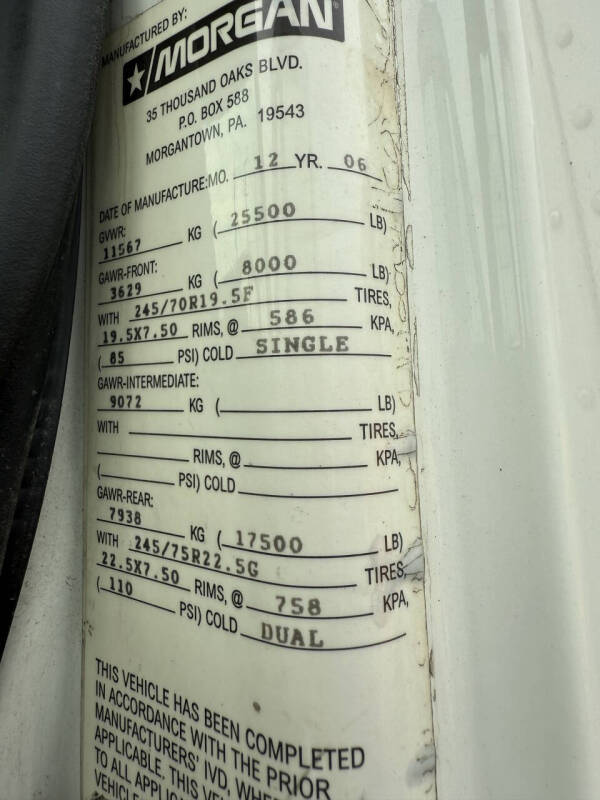 MANUFACTURED BY:
MORGAN
35 THOUSAND OAKS BLVD.
P.O. BOX 588
MORGANTOWN, PA. 19543
DATE OF MANUFACTURE:MO. 12 YR. 06
GVWR:
11567 KG (25500 LB)
GAWR-FRONT:
3629 KG (8000 LB)
WITH 245/70R19.5F TIRES,
19.5X7.50 RIMS, @ 586 KPA,
(85 PSI) COLD SINGLE
GAWR-INTERMEDIATE:
9072 KG ( LB)
WITH TIRES,
RIMS, @ KPA,
( PSI) COLD
GAWR-REAR:
7938 KG (17500 LB)
WITH 245/75R22.5G TIRES,
22.5X7.50 RIMS, @ 758 KPA,
(110 PSI) COLD DUAL
THIS VEHICLE HAS BEEN COMPLETED
IN ACCORDANCE WITH THE PRIOR
MANUFACTURERS' IVD, WHE
APPLICABLE, THIS VE
TO ALL APPLIC
VEHICLE